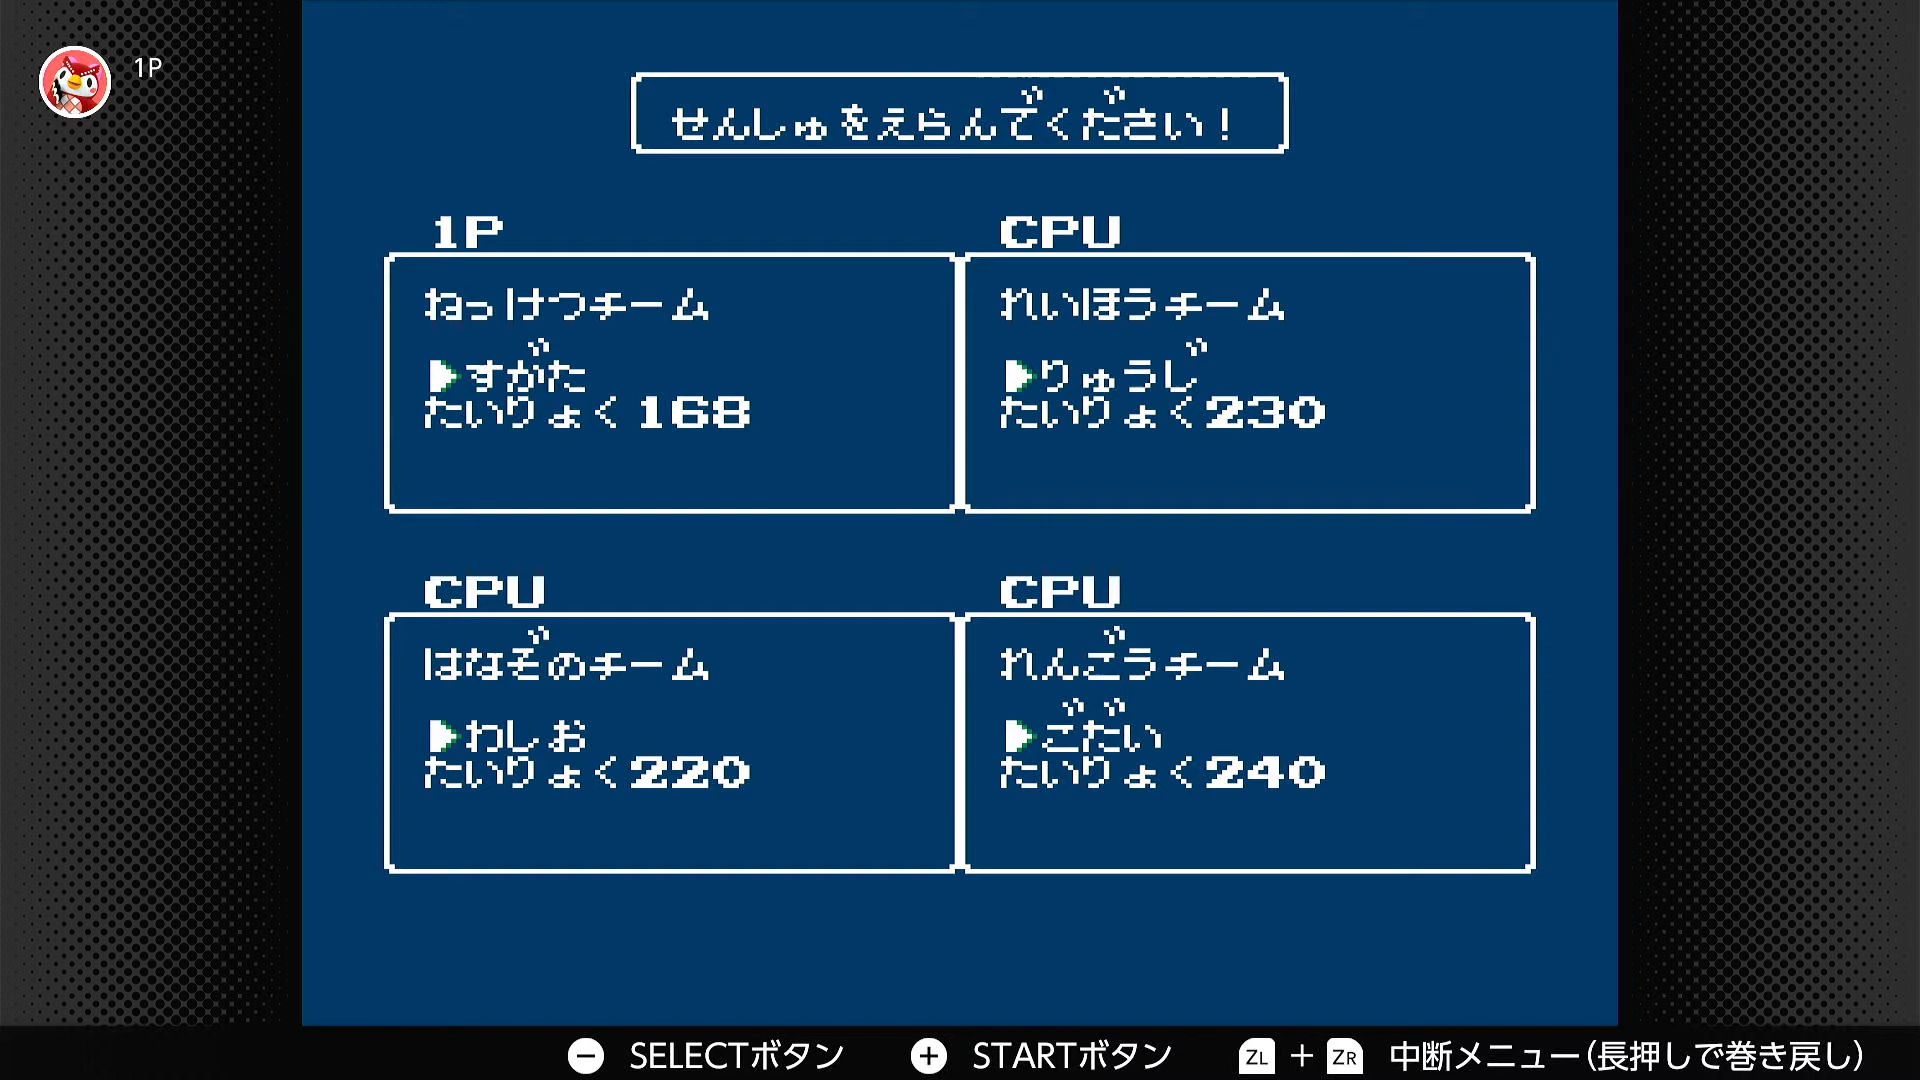 1P
せんしゅをえらんでください!
1P
ねっけつチーム
▶すがた
たいりょく168
CPU
れいほうチーム
▶りゅうじ
たいりょく230
CPU
はなぞのチーム
▶わしお
たいりょく220
CPU
れんごうチーム
▶ごだい
たいりょく240
− SELECTボタン + STARTボタン ZL + ZR 中断メニュー(長押しで巻き戻し)